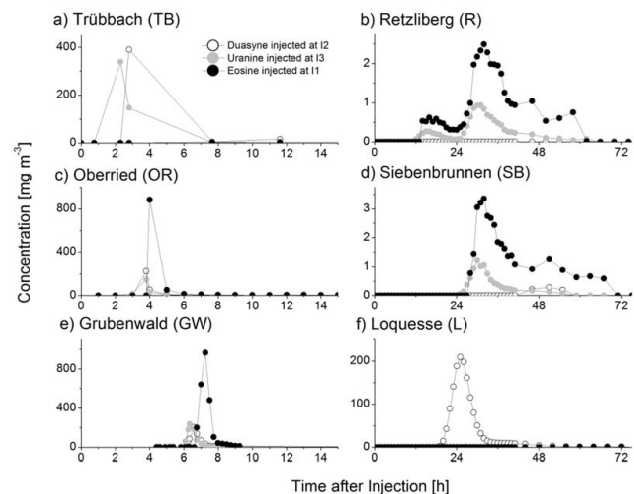 a) Trübbach (TB)
400
200
0
0 2 4 6 8 10 12 14
Duasyne injected at I2
Uranine injected at I3
Eosine injected at I1
b) Retzliberg (R)
2
1
0
0 24 48 72
c) Oberried (OR)
800
400
0
0 2 4 6 8 10 12 14
d) Siebenbrunnen (SB)
3
2
1
0
0 24 48 72
e) Grubenwald (GW)
800
400
0
0 2 4 6 8 10 12 14
f) Loquesse (L)
200
100
0
0 24 48 72
Concentration [mg m⁻³]
Time after Injection [h]